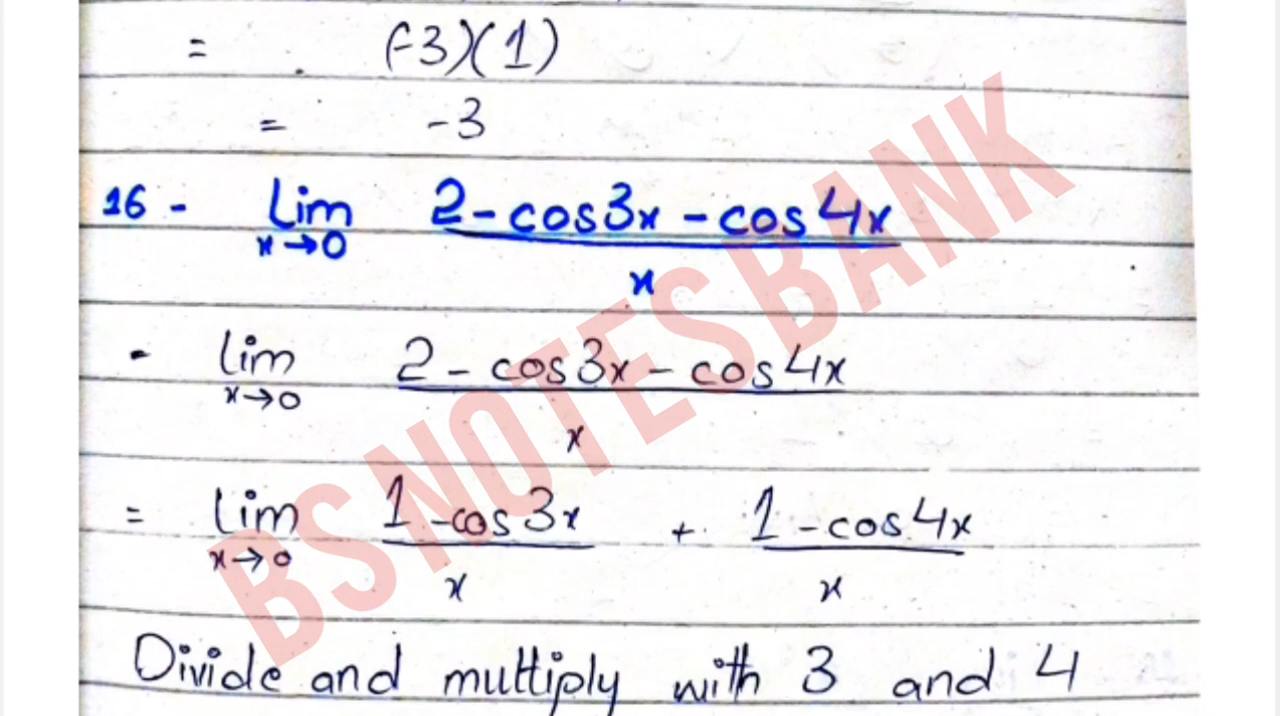 = (-3)(1)
= -3
16 - Lim x→0 2-cos3x-cos4x / x
- lim x→0 2-cos3x-cos4x / x
= lim x→0 1-cos3x / x + 1-cos4x / x
Divide and multiply with 3 and 4
BSNOTESBANK